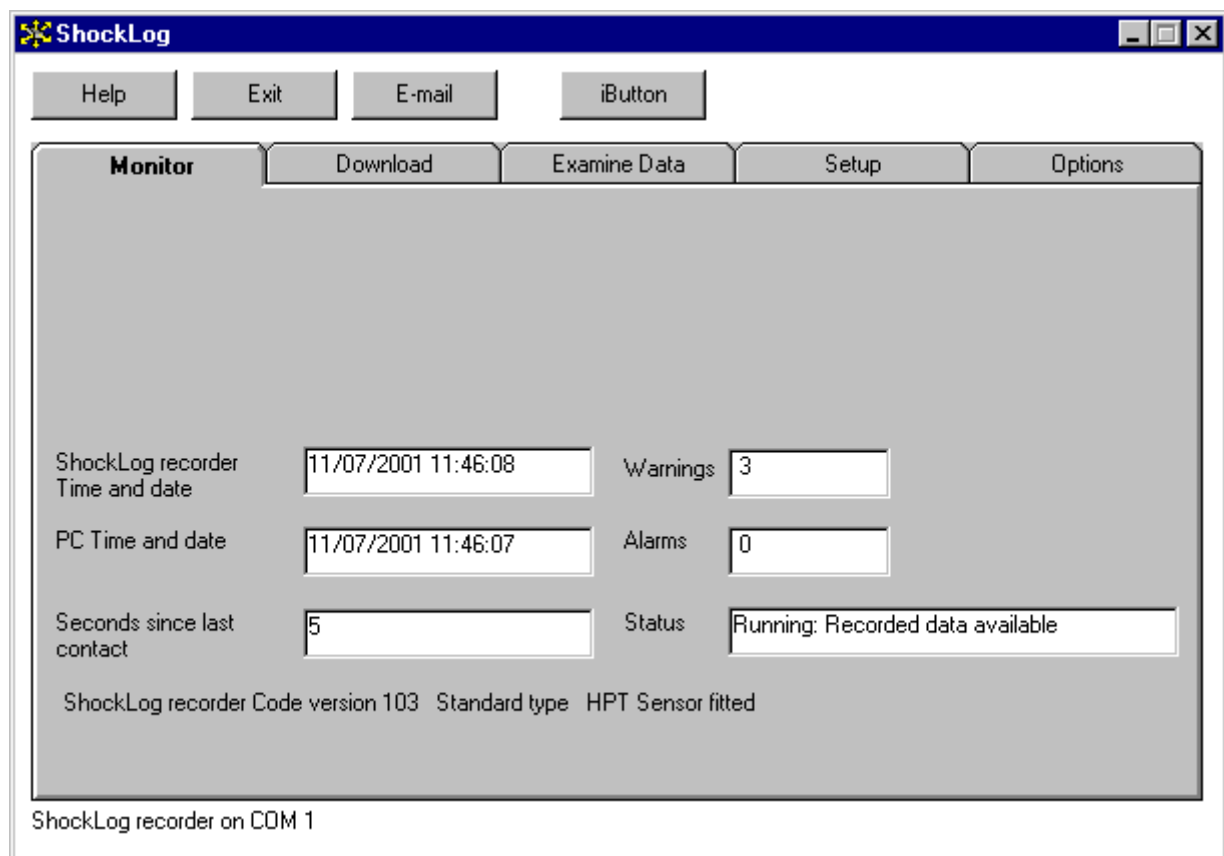 ShockLog
Help Exit E-mail iButton
Monitor Download Examine Data Setup Options
ShockLog recorder
Time and date
11/07/2001 11:46:08
Warnings 3
PC Time and date 11/07/2001 11:46:07 Alarms 0
Seconds since last
contact
5
Status Running: Recorded data available
ShockLog recorder Code version 103 Standard type HPT Sensor fitted
ShockLog recorder on COM 1